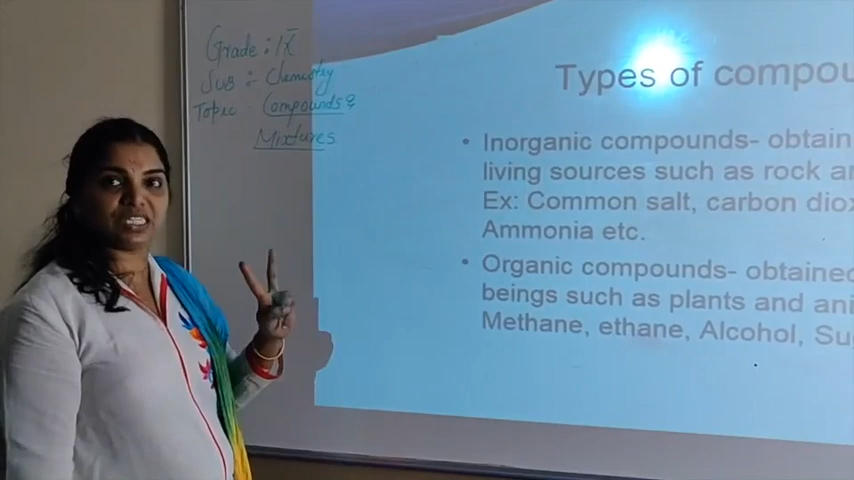 Grade : IX
Sub :- Chemistry
Topic - Compounds &
Mixtures
Types of compou
• Inorganic compounds- obtain
living sources such as rock a
Ex: Common salt, carbon diox
Ammonia etc.
• Organic compounds– Obtained
beings such as plants and ani
Methane, ethane, Alcohol, Su